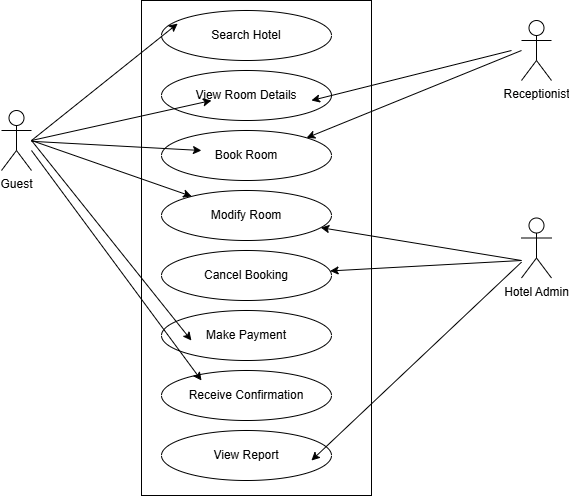 Search Hotel
View Room Details
Book Room
Modify Room
Cancel Booking
Make Payment
Receive Confirmation
View Report
Guest
Receptionist
Hotel Admin